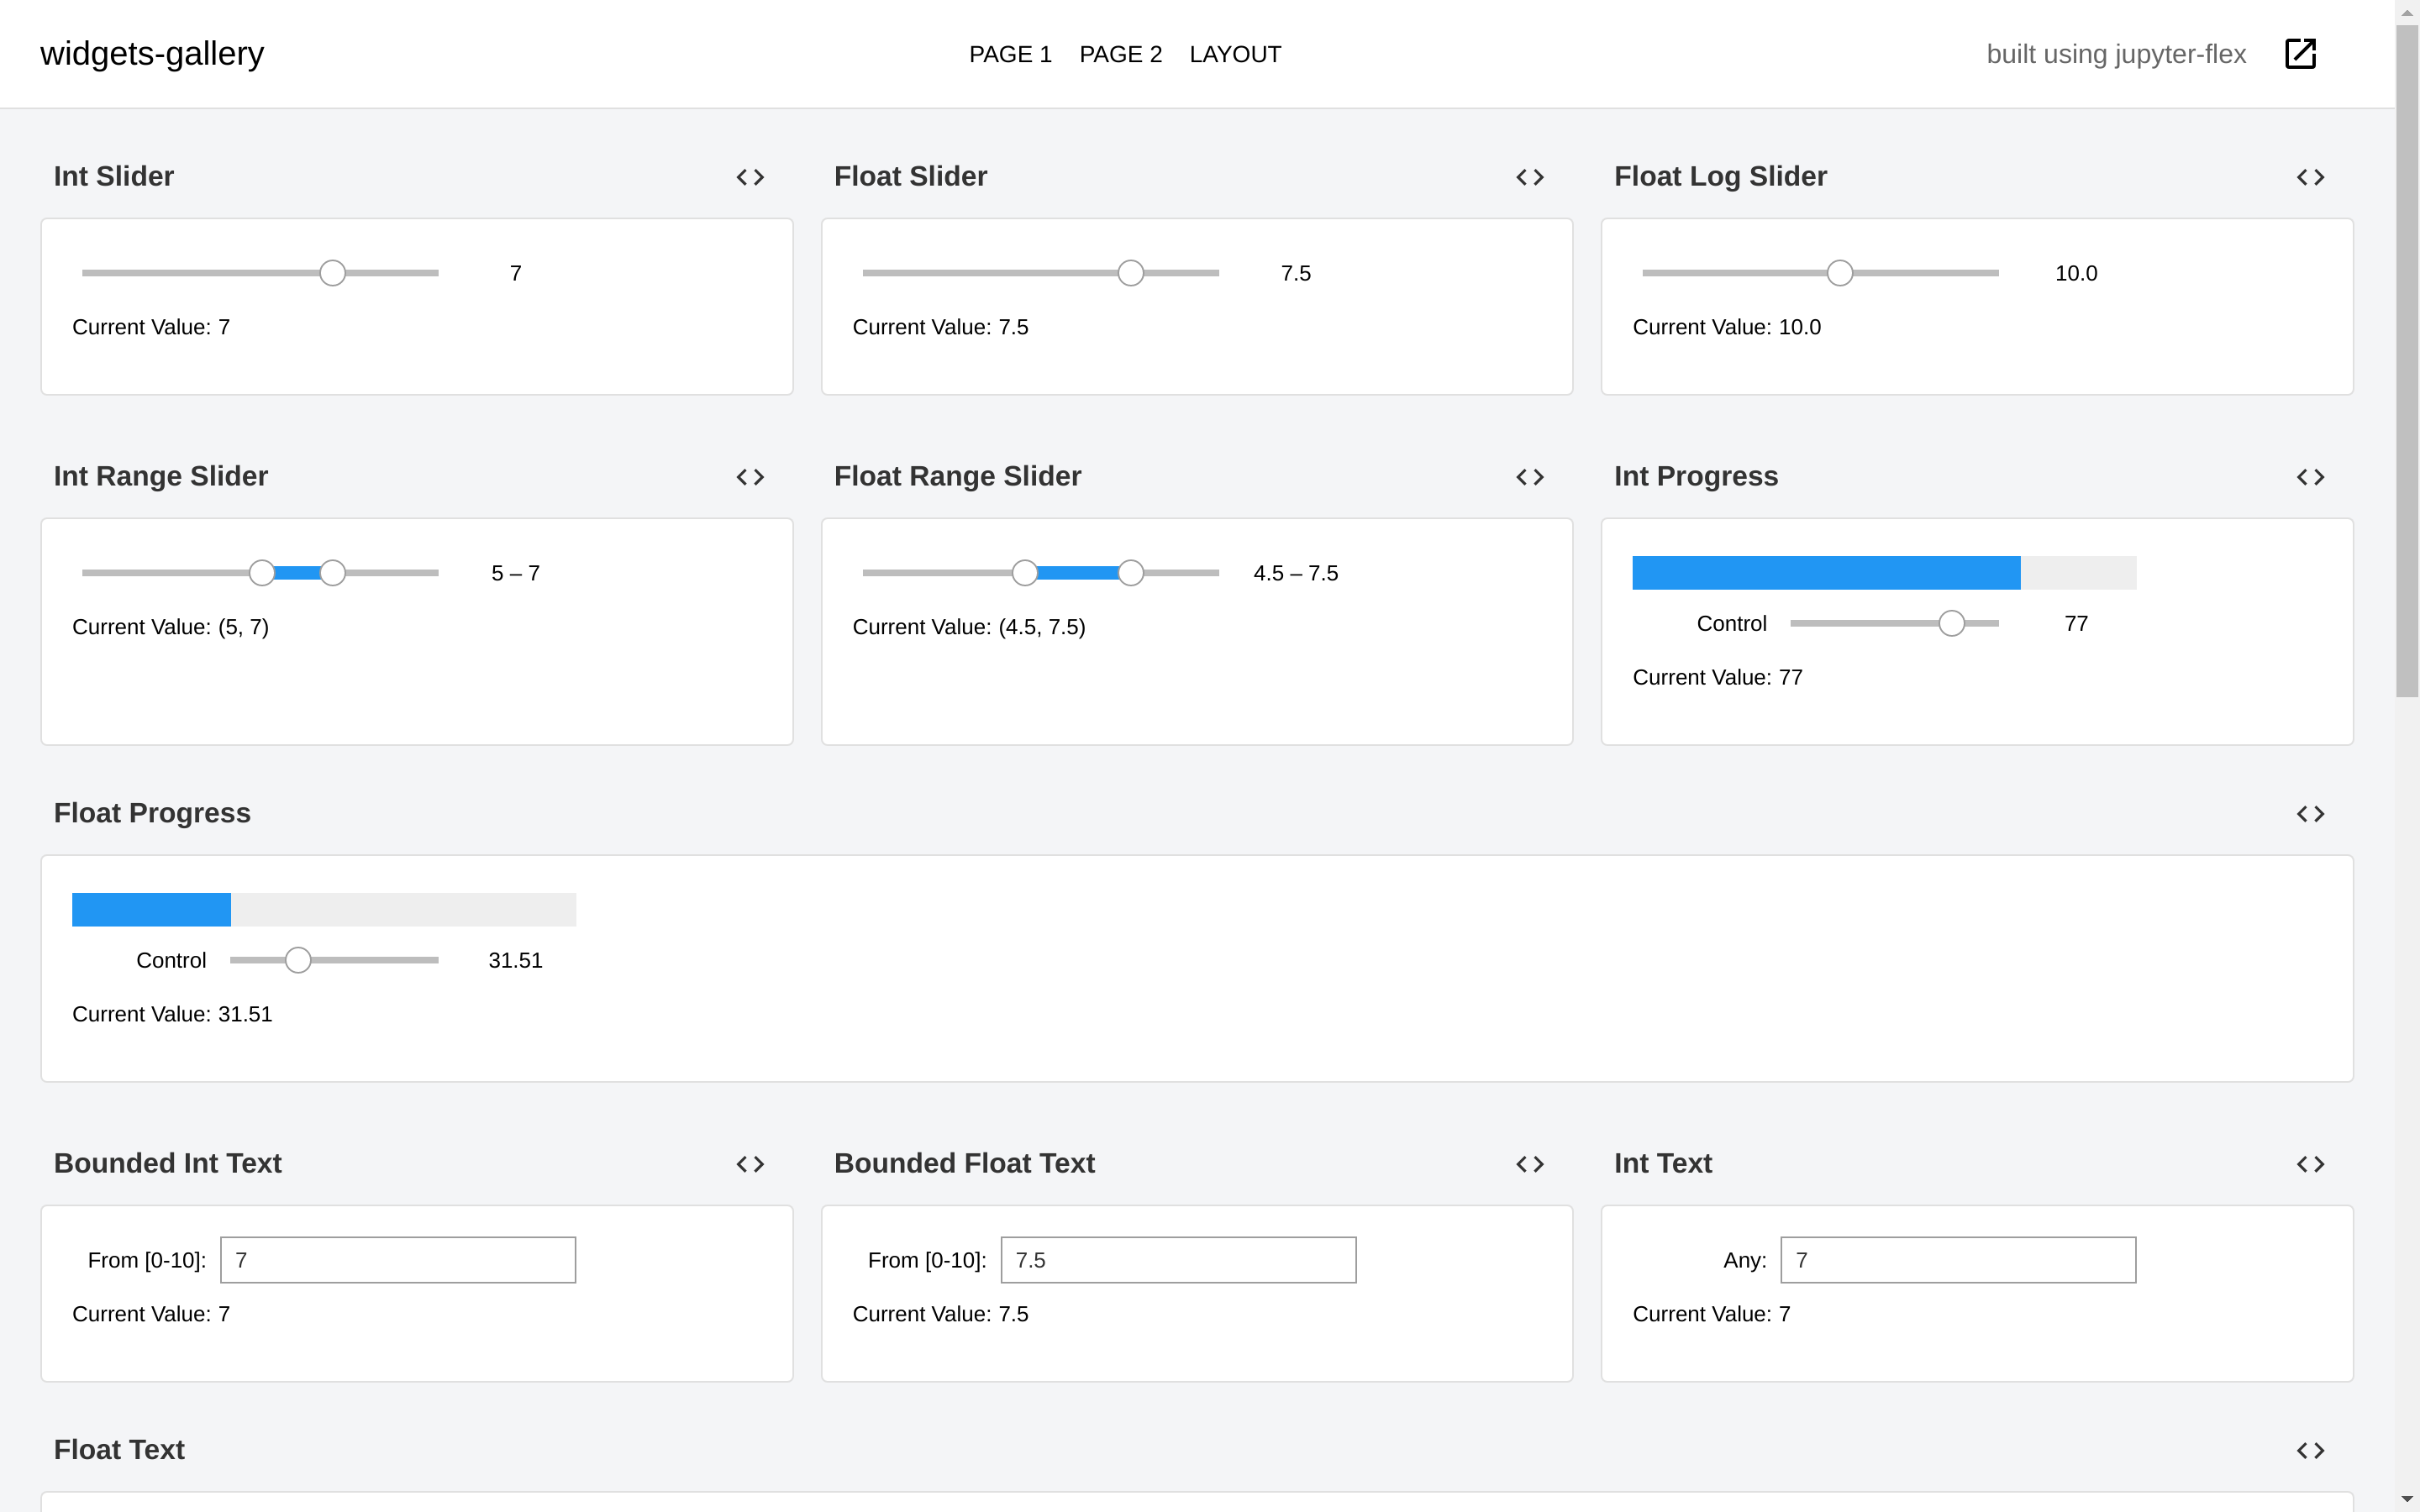 widgets-gallery
PAGE 1 PAGE 2 LAYOUT
built using jupyter-flex
Int Slider
7
Current Value: 7
Float Slider
7.5
Current Value: 7.5
Float Log Slider
10.0
Current Value: 10.0
Int Range Slider
5 – 7
Current Value: (5, 7)
Float Range Slider
4.5 – 7.5
Current Value: (4.5, 7.5)
Int Progress
Control 77
Current Value: 77
Float Progress
Control 31.51
Current Value: 31.51
Bounded Int Text
From [0-10]: 7
Current Value: 7
Bounded Float Text
From [0-10]: 7.5
Current Value: 7.5
Int Text
Any: 7
Current Value: 7
Float Text